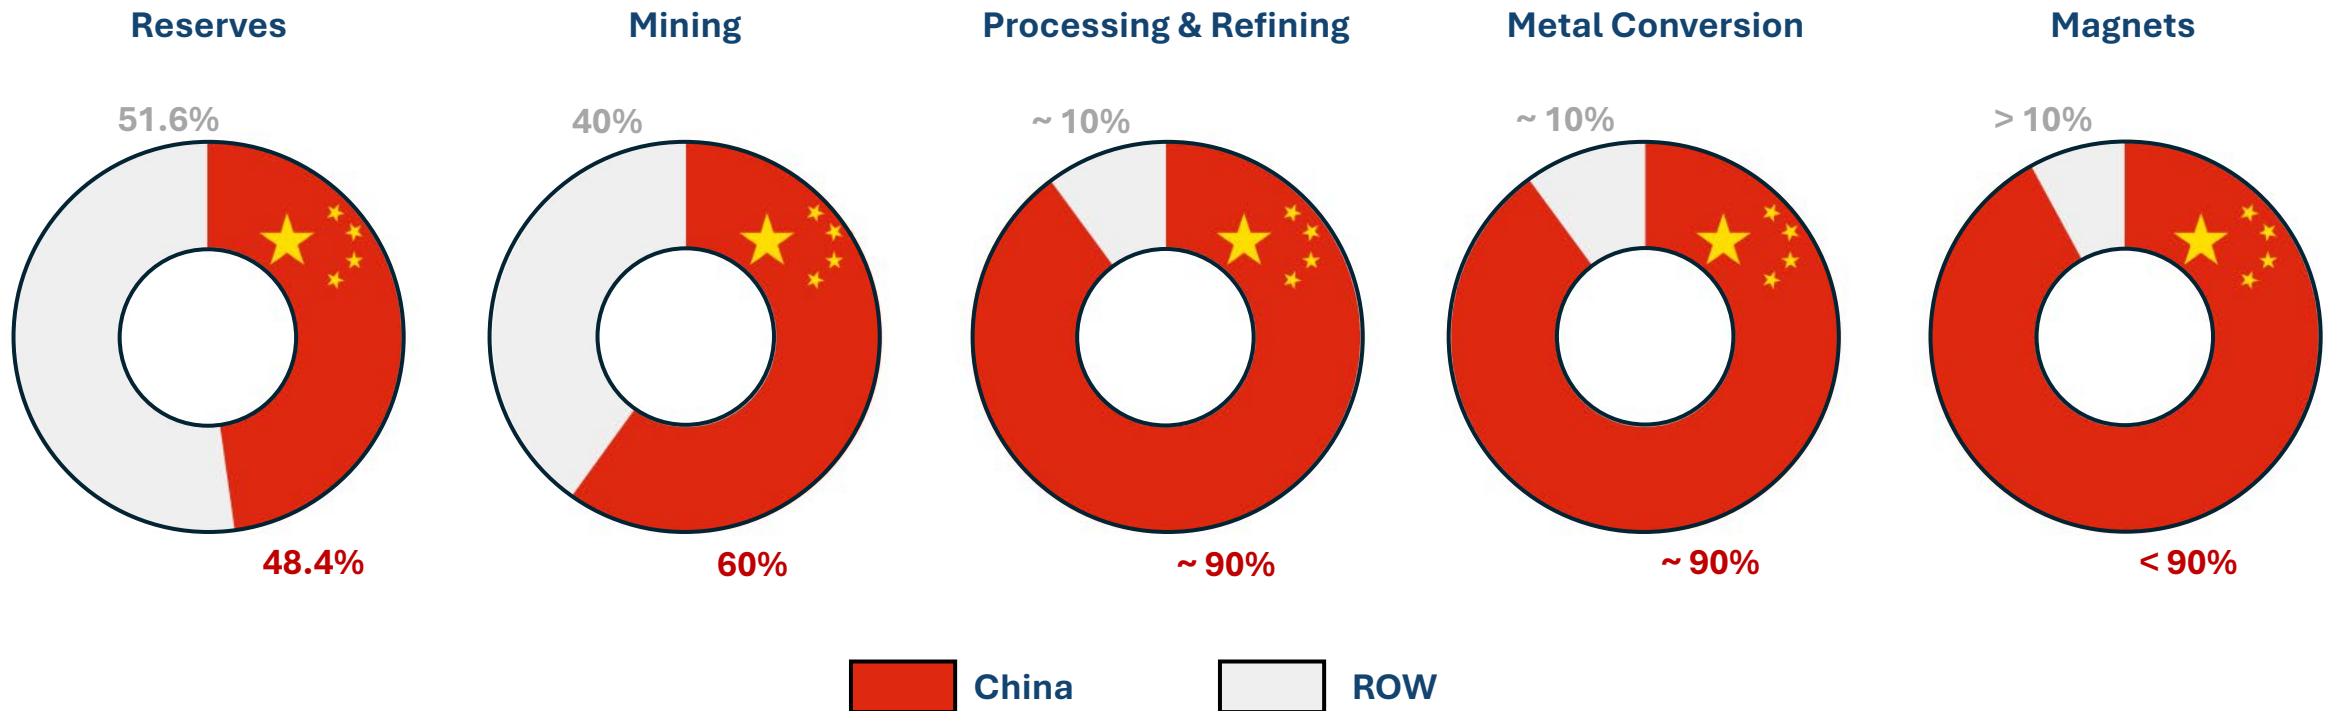 Reserves
Mining
Processing & Refining
Metal Conversion
Magnets
51.6%
40%
~ 10%
~ 10%
> 10%
48.4%
60%
~ 90%
~ 90%
< 90%
China
ROW